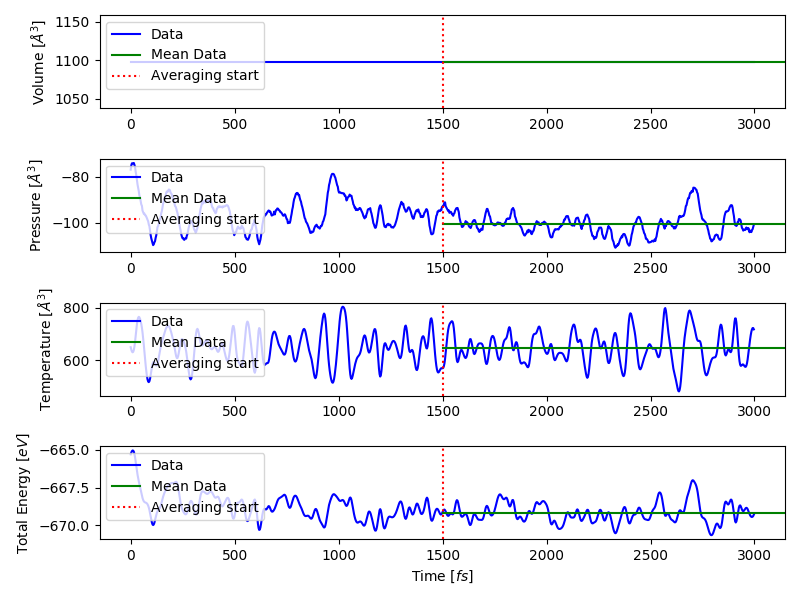 Volume [Å³]
1150
1100
1050
Data
Mean Data
Averaging start
0 500 1000 1500 2000 2500 3000
Pressure [Å³]
−80
−100
Data
Mean Data
Averaging start
0 500 1000 1500 2000 2500 3000
Temperature [Å³]
800
600
Data
Mean Data
Averaging start
0 500 1000 1500 2000 2500 3000
Total Energy [eV]
−665.0
−667.5
−670.0
Data
Mean Data
Averaging start
0 500 1000 1500 2000 2500 3000
Time [fs]